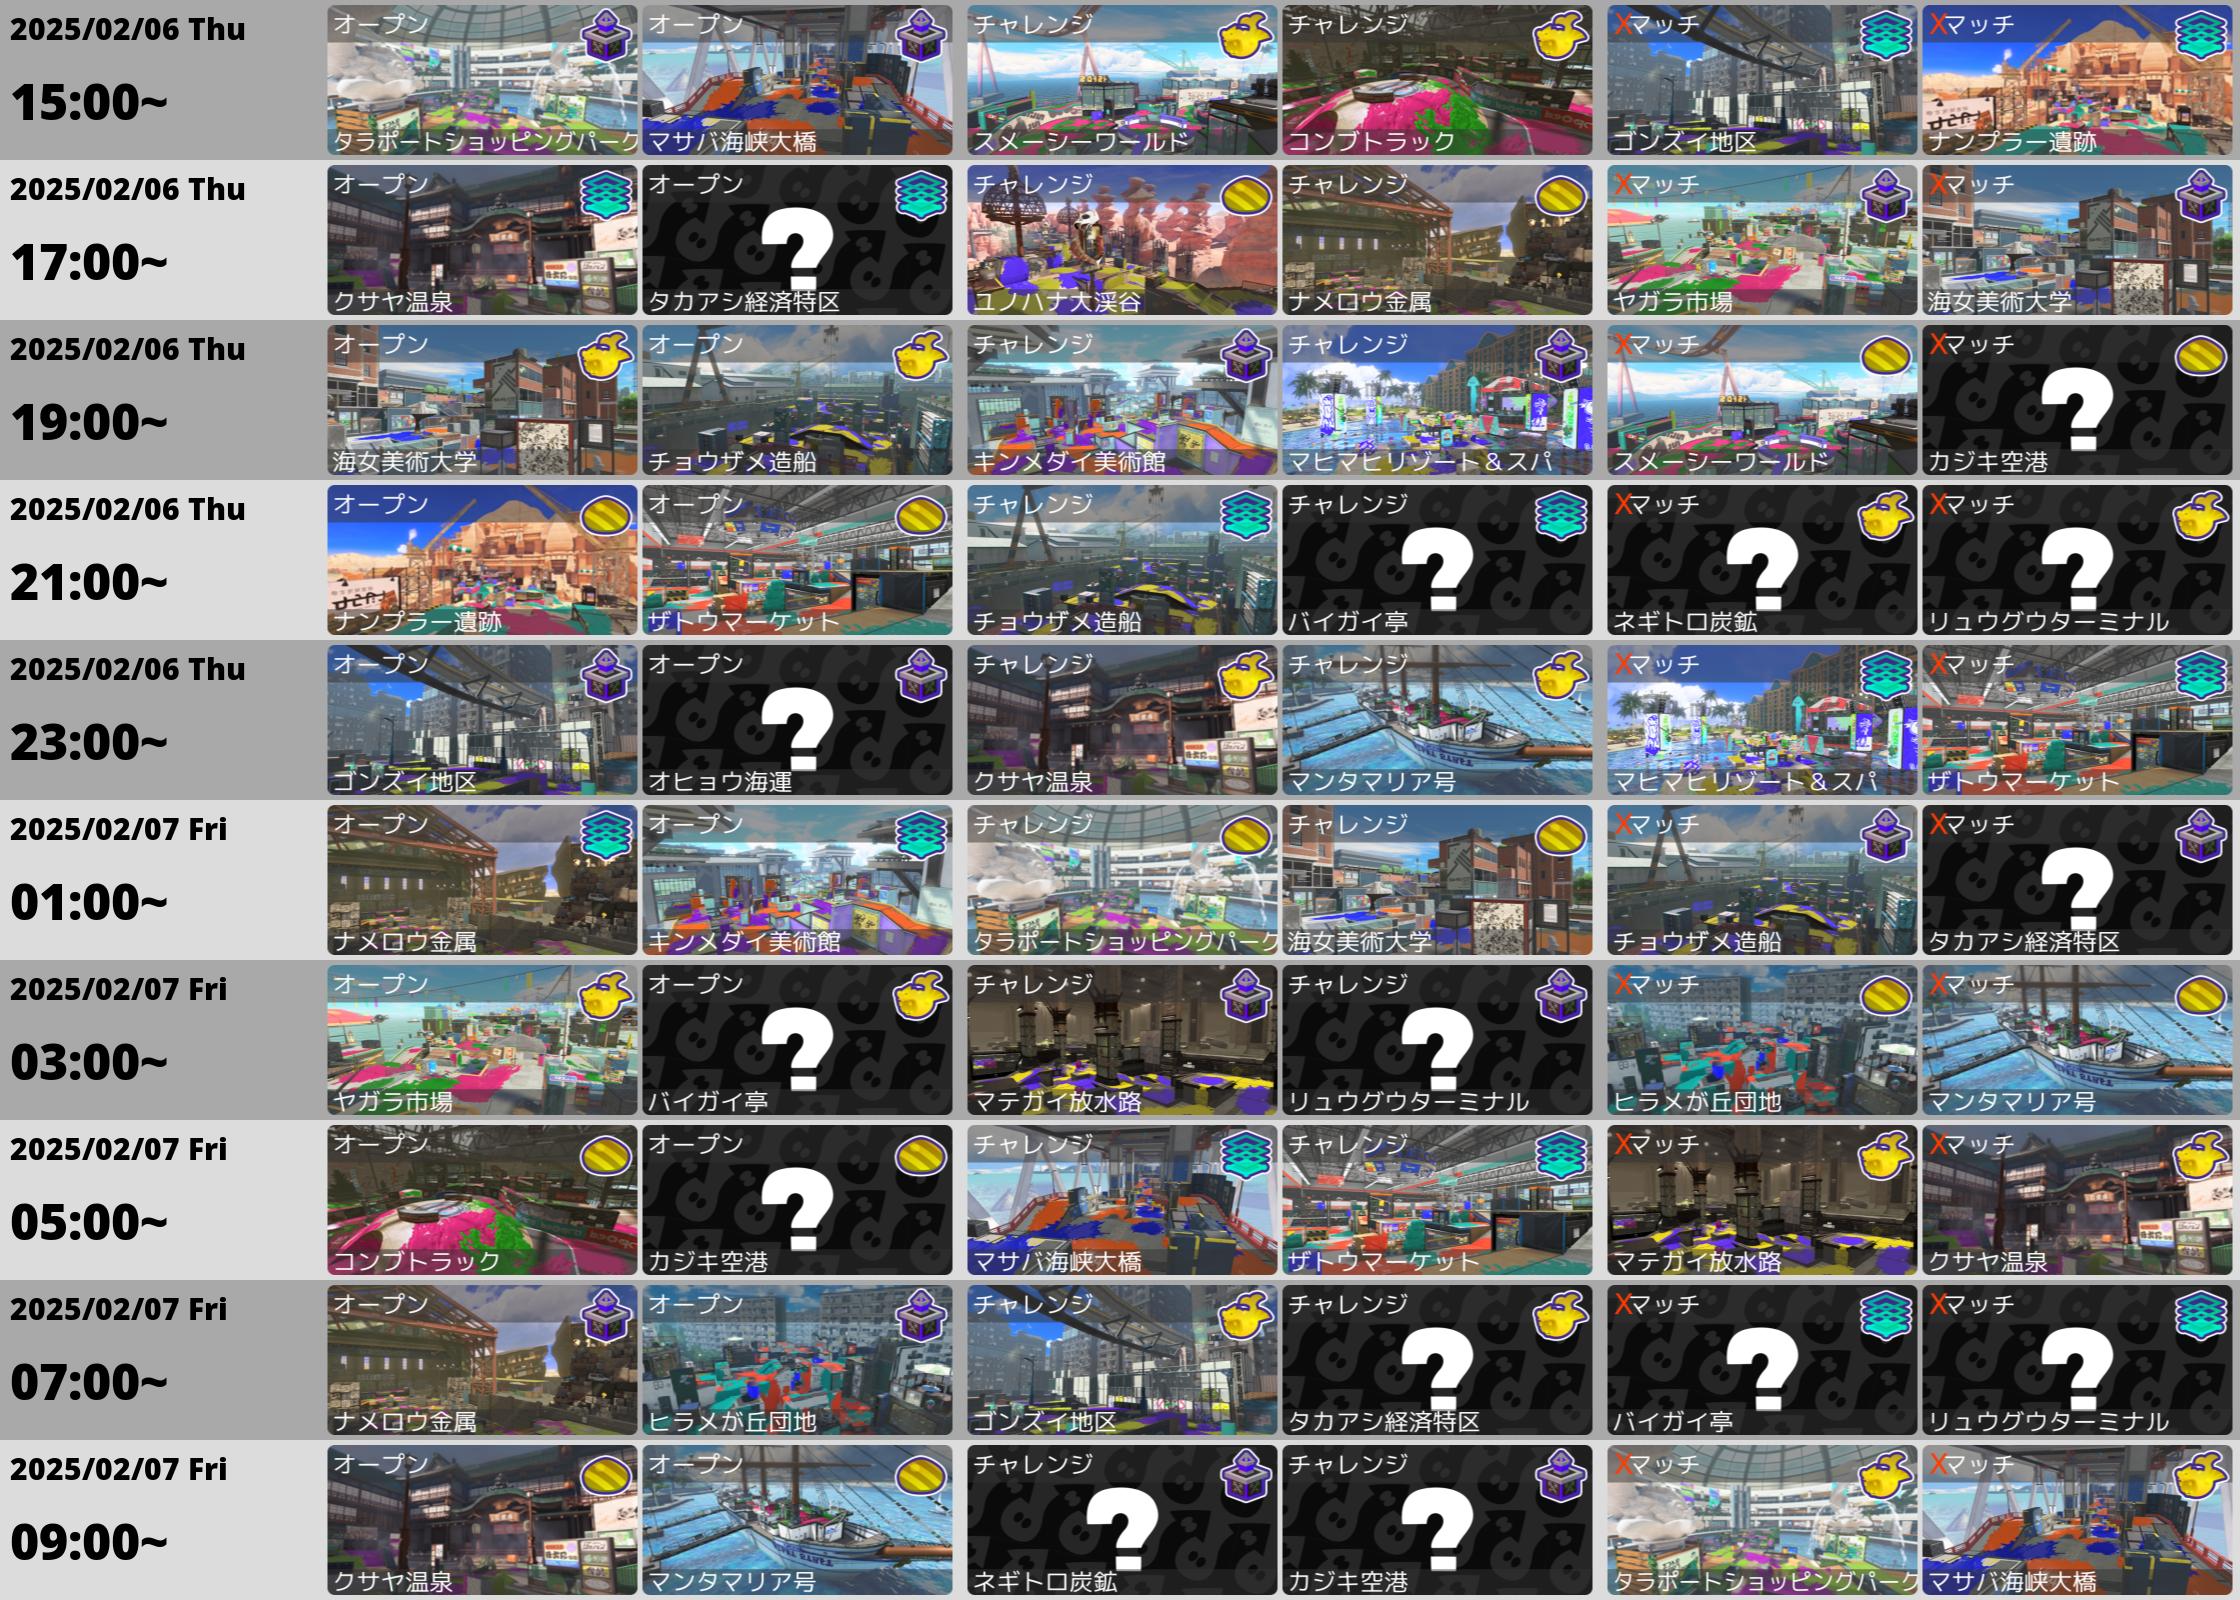 2025/02/06 Thu
15:00~
オープン
タラポートショッピングパーク
オープン
マサバ海峡大橋
チャレンジ
スメーシーワールド
チャレンジ
コンブトラック
Xマッチ
ゴンズイ地区
Xマッチ
ナンプラー遺跡
2025/02/06 Thu
17:00~
オープン
クサヤ温泉
オープン
?
タカアシ経済特区
チャレンジ
ユノハナ大渓谷
チャレンジ
ナメロウ金属
Xマッチ
ヤガラ市場
Xマッチ
海女美術大学
2025/02/06 Thu
19:00~
オープン
海女美術大学
オープン
チョウザメ造船
チャレンジ
キンメダイ美術館
チャレンジ
マヒマヒリゾート＆スパ
Xマッチ
スメーシーワールド
Xマッチ
?
カジキ空港
2025/02/06 Thu
21:00~
オープン
ナンプラー遺跡
オープン
ザトウマーケット
チャレンジ
チョウザメ造船
チャレンジ
?
バイガイ亭
Xマッチ
?
ネギトロ炭鉱
Xマッチ
?
リュウグウターミナル
2025/02/06 Thu
23:00~
オープン
ゴンズイ地区
オープン
?
オヒョウ海運
チャレンジ
クサヤ温泉
チャレンジ
マンタマリア号
Xマッチ
マヒマヒリゾート＆スパ
Xマッチ
ザトウマーケット
2025/02/07 Fri
01:00~
オープン
ナメロウ金属
オープン
キンメダイ美術館
チャレンジ
タラポートショッピングパーク
チャレンジ
海女美術大学
Xマッチ
チョウザメ造船
Xマッチ
?
タカアシ経済特区
2025/02/07 Fri
03:00~
オープン
ヤガラ市場
オープン
?
バイガイ亭
チャレンジ
マテガイ放水路
チャレンジ
?
リュウグウターミナル
Xマッチ
ヒラメが丘団地
Xマッチ
マンタマリア号
2025/02/07 Fri
05:00~
オープン
コンブトラック
オープン
?
カジキ空港
チャレンジ
マサバ海峡大橋
チャレンジ
ザトウマーケット
Xマッチ
マテガイ放水路
Xマッチ
クサヤ温泉
2025/02/07 Fri
07:00~
オープン
ナメロウ金属
オープン
ヒラメが丘団地
チャレンジ
ゴンズイ地区
チャレンジ
?
タカアシ経済特区
Xマッチ
?
バイガイ亭
Xマッチ
?
リュウグウターミナル
2025/02/07 Fri
09:00~
オープン
クサヤ温泉
オープン
マンタマリア号
チャレンジ
?
ネギトロ炭鉱
チャレンジ
?
カジキ空港
Xマッチ
タラポートショッピングパーク
Xマッチ
マサバ海峡大橋